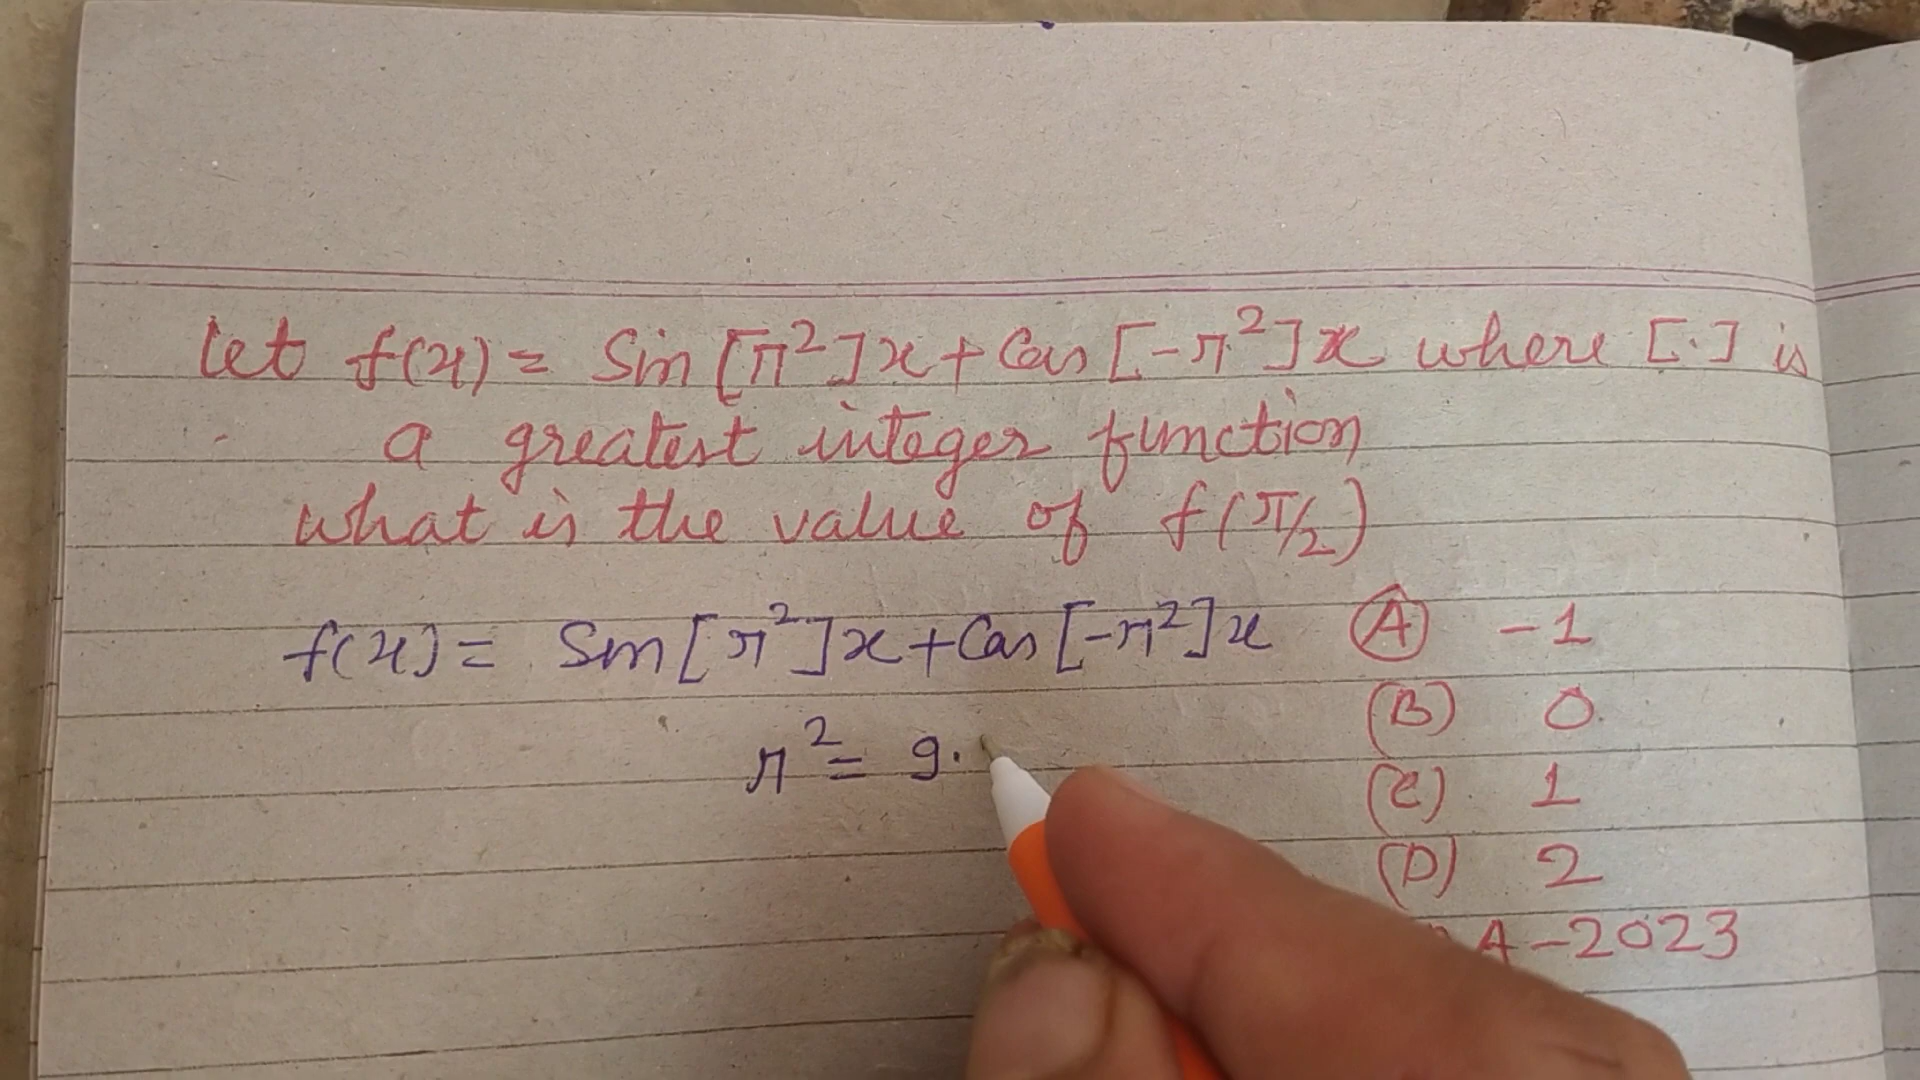 Let f(x) = Sin [π²]x + Cos [-π²]x where [.] is
a greatest integer function
what is the value of f(π/2)
f(x) = Sin [π²]x + Cos [-π²]x
(A) -1
(B) 0
π² = 9.
(C) 1
(D) 2
A-2023